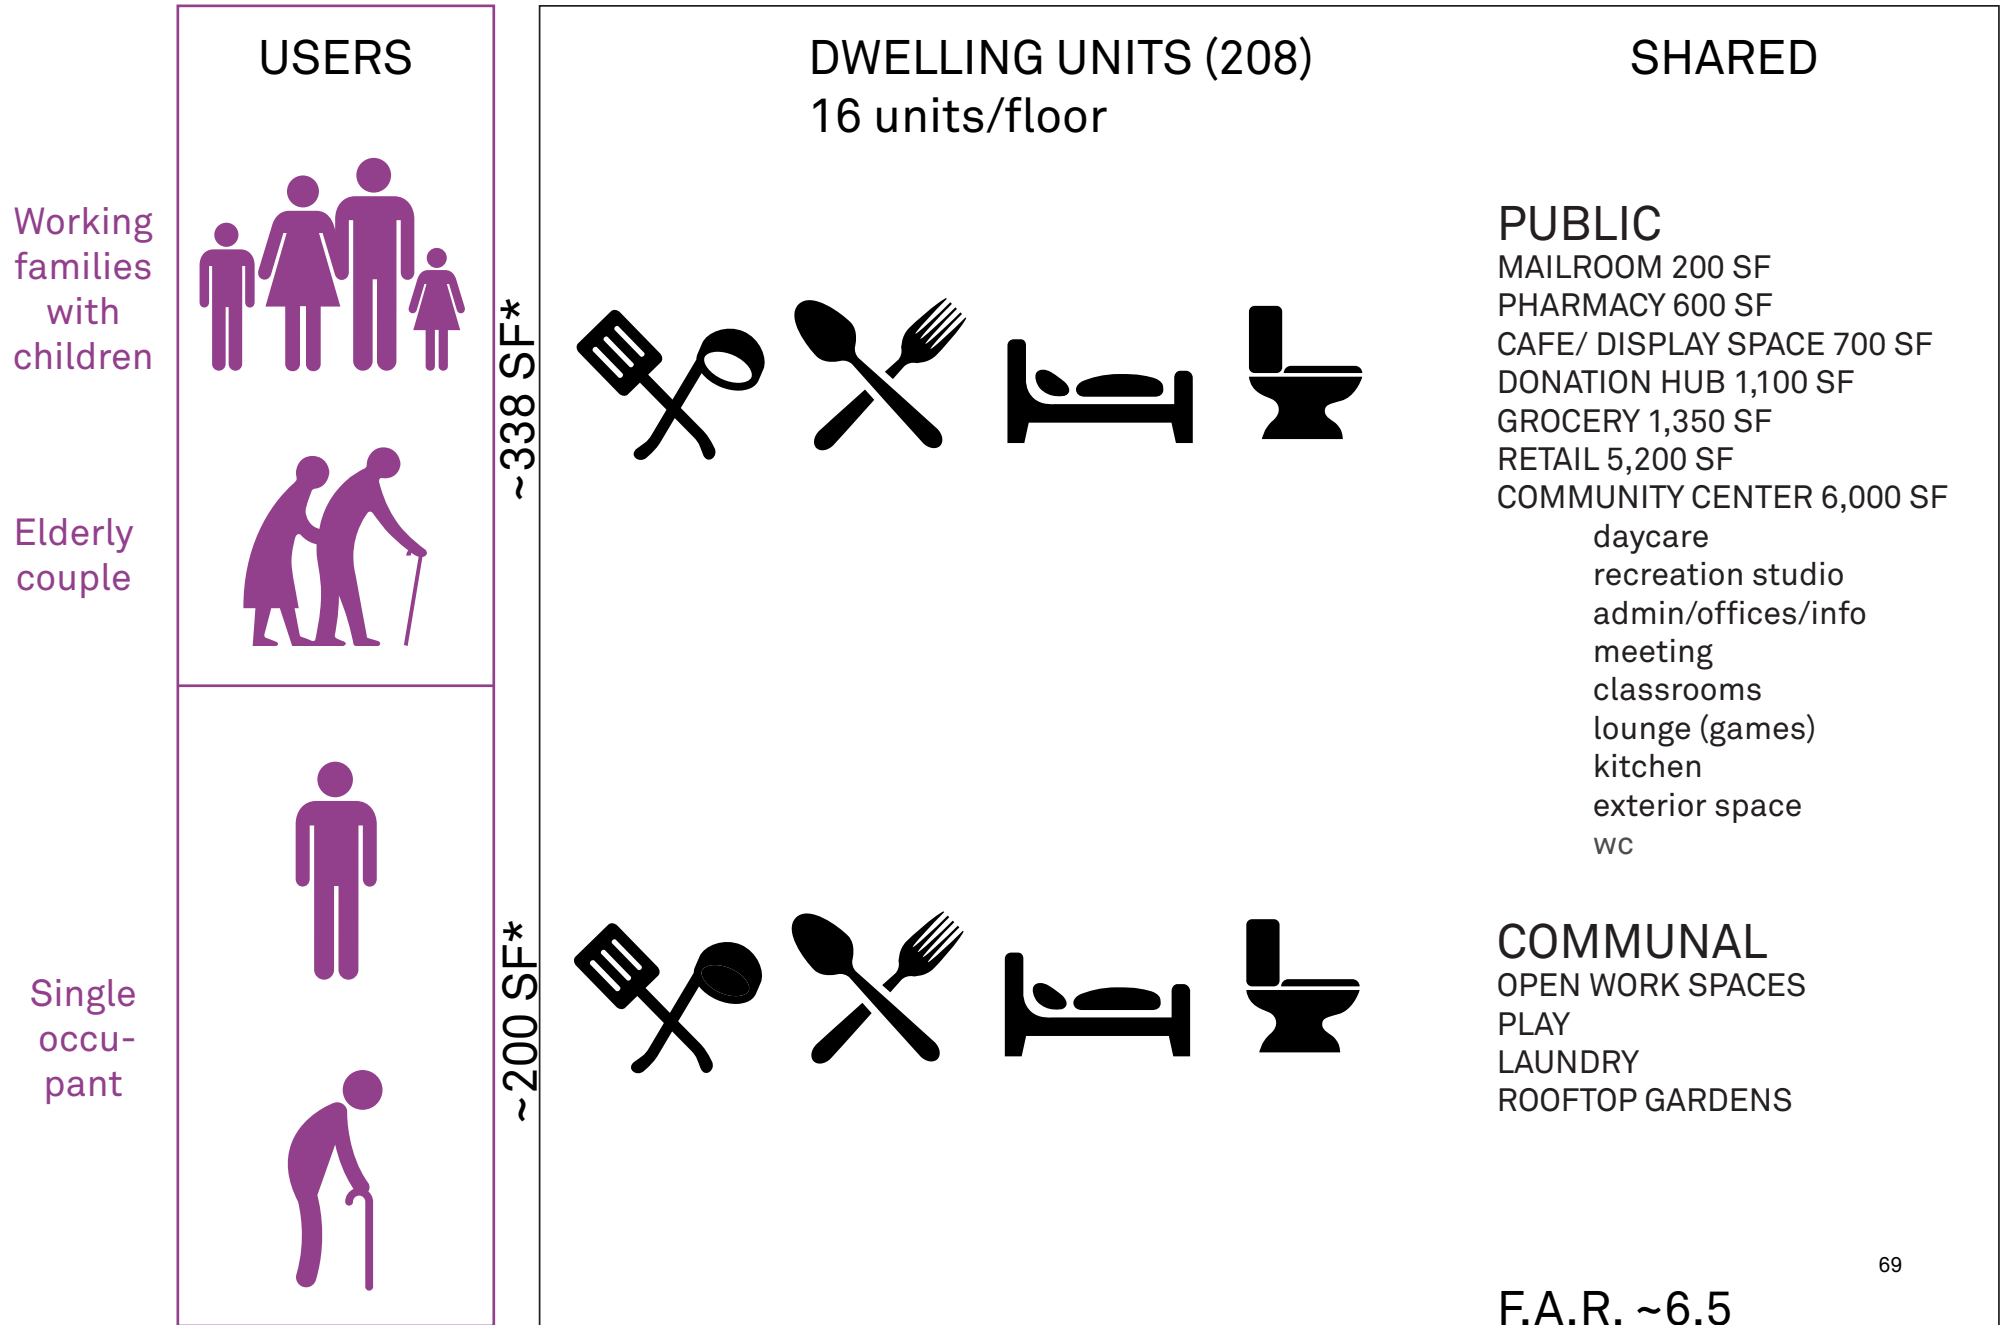 USERS
Working
families
with
children
Elderly
couple
Single
occu-
pant
~338 SF*
~200 SF*
DWELLING UNITS (208)
16 units/floor
SHARED
PUBLIC
MAILROOM 200 SF
PHARMACY 600 SF
CAFE/ DISPLAY SPACE 700 SF
DONATION HUB 1,100 SF
GROCERY 1,350 SF
RETAIL 5,200 SF
COMMUNITY CENTER 6,000 SF
daycare
recreation studio
admin/offices/info
meeting
classrooms
lounge (games)
kitchen
exterior space
wc
COMMUNAL
OPEN WORK SPACES
PLAY
LAUNDRY
ROOFTOP GARDENS
69
F.A.R. ~6.5